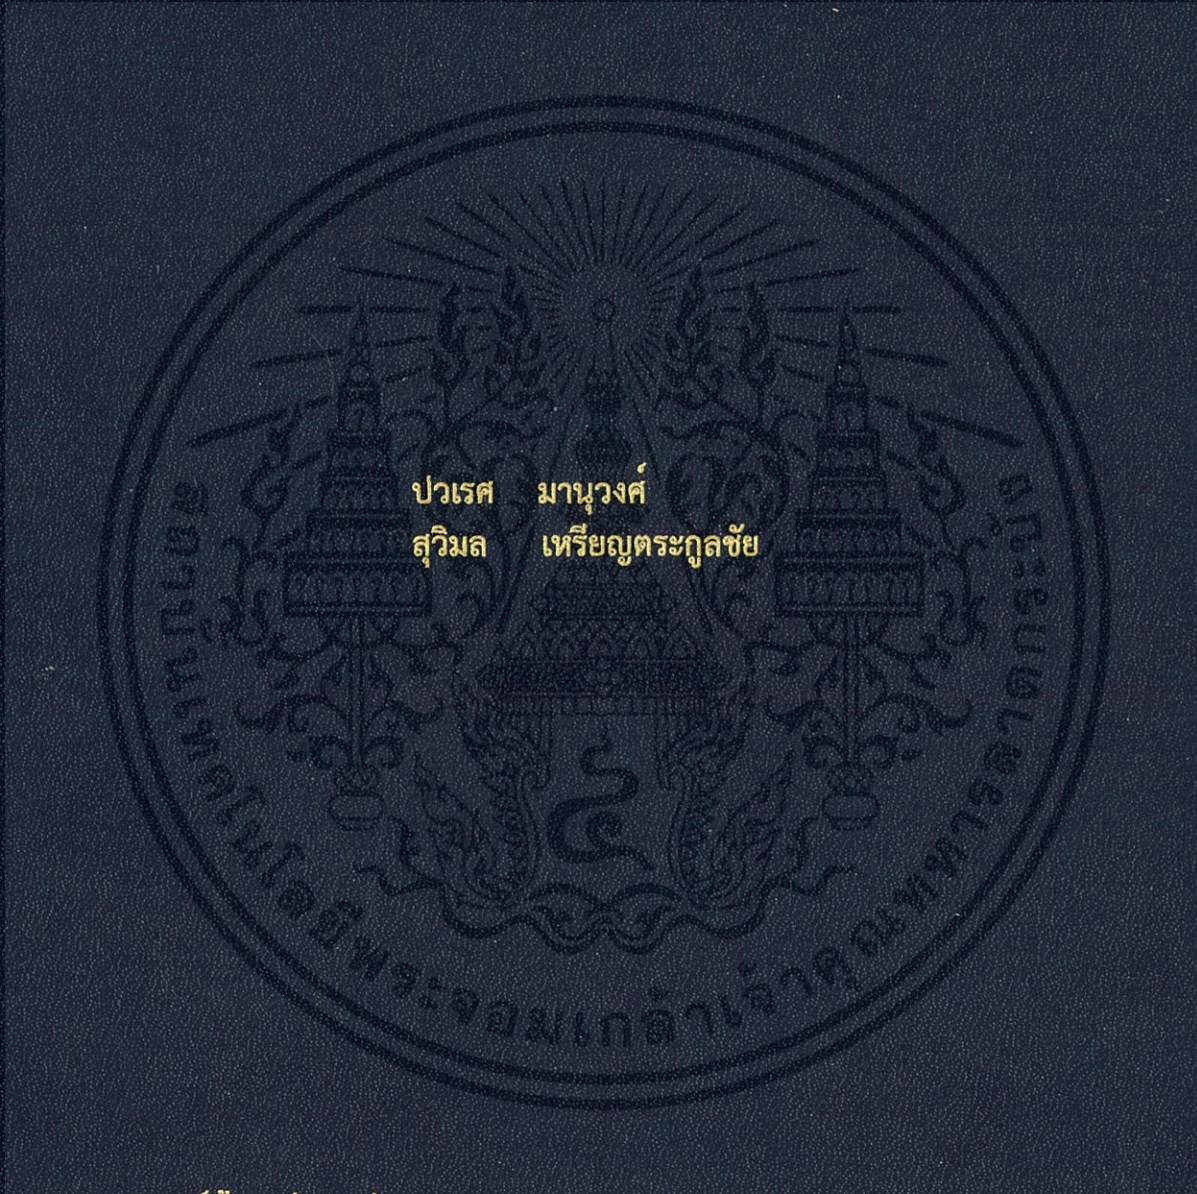 ปวเรศ มานุวงศ์
สุวิมล เหรียญตระกูลชัย
สถาบันเทคโนโลยีพระจอมเกล้าเจ้าคุณทหารลาดกระบัง